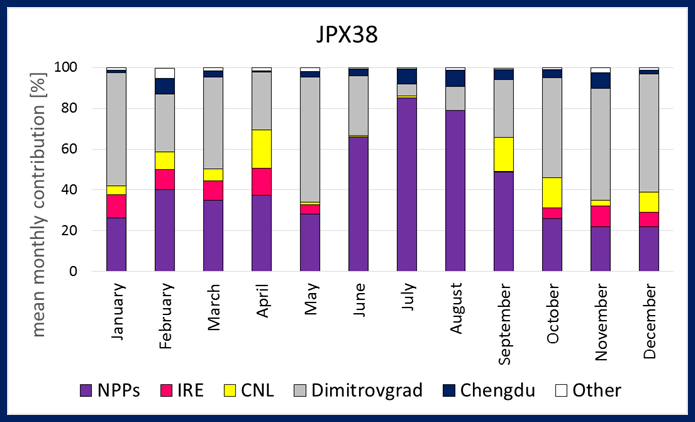 JPX38
mean monthly contribution [%]
100
80
60
40
20
0
January
February
March
April
May
June
July
August
September
October
November
December
NPPs IRE CNL Dimitrovgrad Chengdu Other